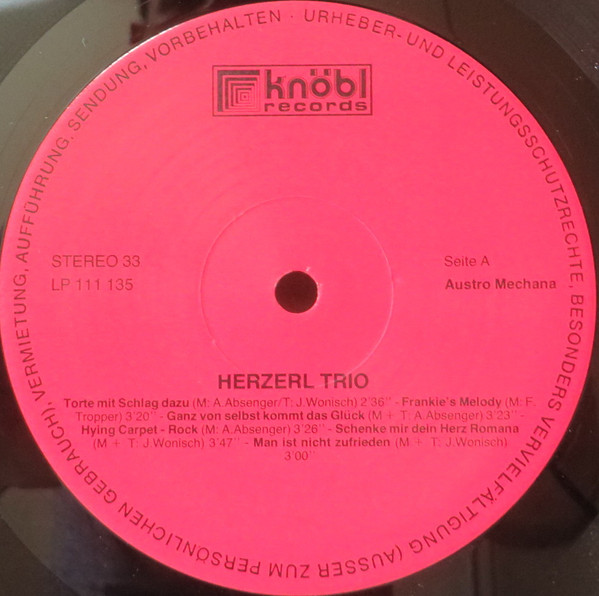 URHEBER- UND LEISTUNGSSCHUTZRECHTE, BESONDERS VERVIELFÄLTIGUNG (AUSSER ZUM PERSÖNLICHEN GEBRAUCH), VERMIETUNG, AUFFÜHRUNG, SENDUNG, VORBEHALTEN ·
knöbl
records
STEREO 33
LP 111 135
Seite A
Austro Mechana
HERZERL TRIO
Torte mit Schlag dazu (M: A.Absenger/T: J.Wonisch) 2'36" - Frankie's Melody (M: F.
Tropper) 3'20" - Ganz von selbst kommt das Glück (M + T: A.Absenger) 3'23" -
Hying Carpet - Rock (M: A.Absenger) 3'26" - Schenke mir dein Herz Romana
(M + T: J.Wonisch) 3'47" - Man ist nicht zufrieden (M + T: J.Wonisch)
3'00"